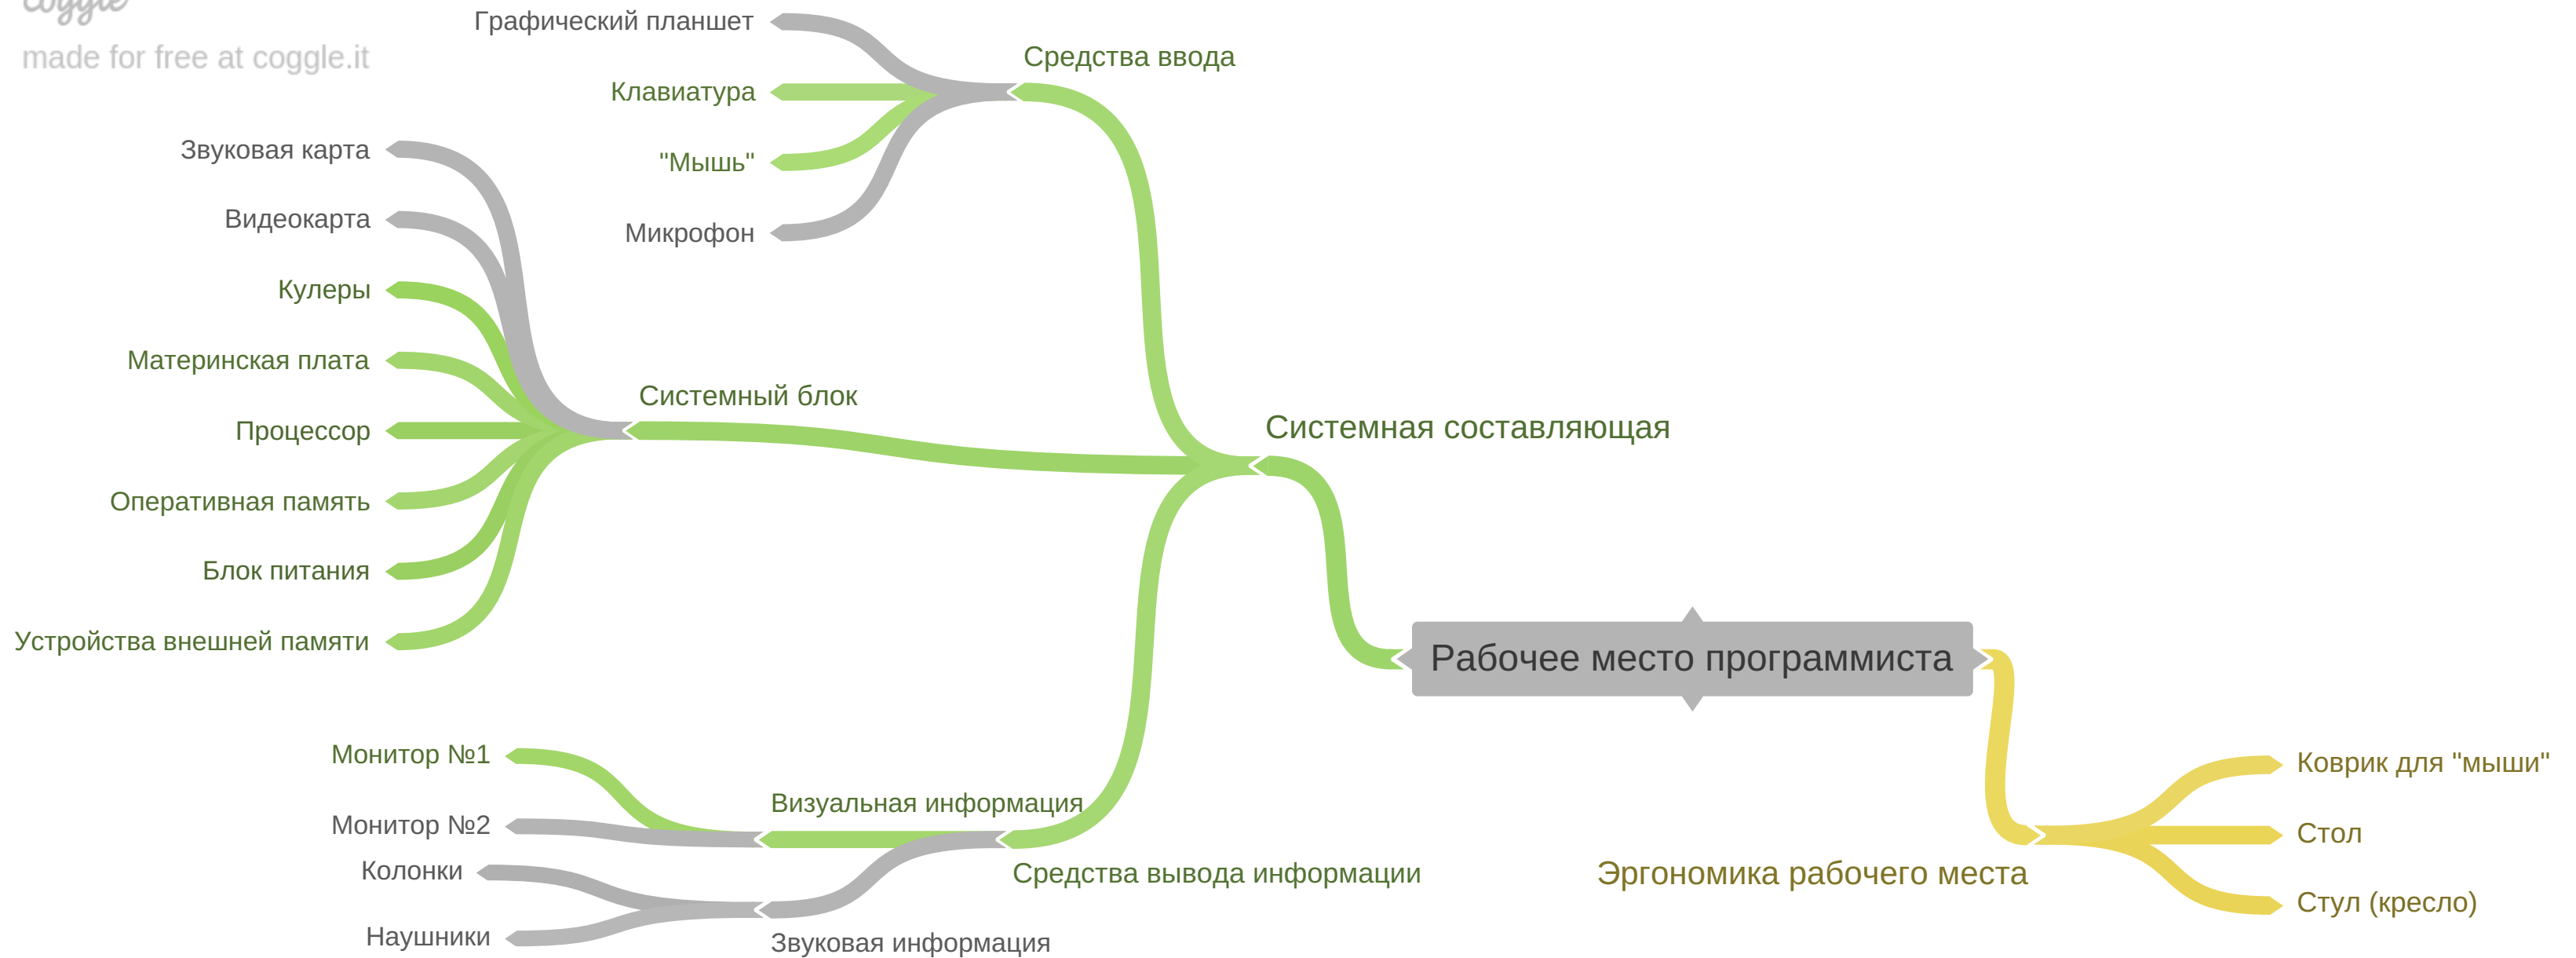 coggle
made for free at coggle.it
Графический планшет
Клавиатура
"Мышь"
Микрофон
Средства ввода
Звуковая карта
Видеокарта
Кулеры
Материнская плата
Процессор
Оперативная память
Блок питания
Устройства внешней памяти
Системный блок
Системная составляющая
Монитор №1
Монитор №2
Визуальная информация
Колонки
Наушники
Звуковая информация
Средства вывода информации
Рабочее место программиста
Эргономика рабочего места
Коврик для "мыши"
Стол
Стул (кресло)